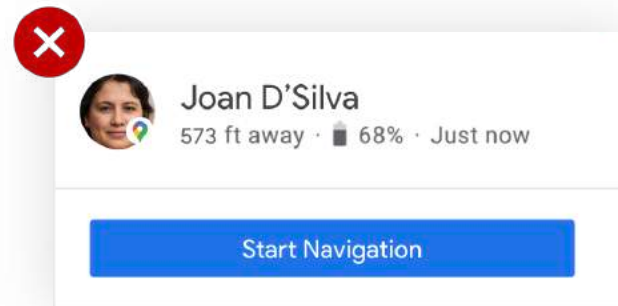 Joan D’Silva
573 ft away · 68% · Just now
Start Navigation